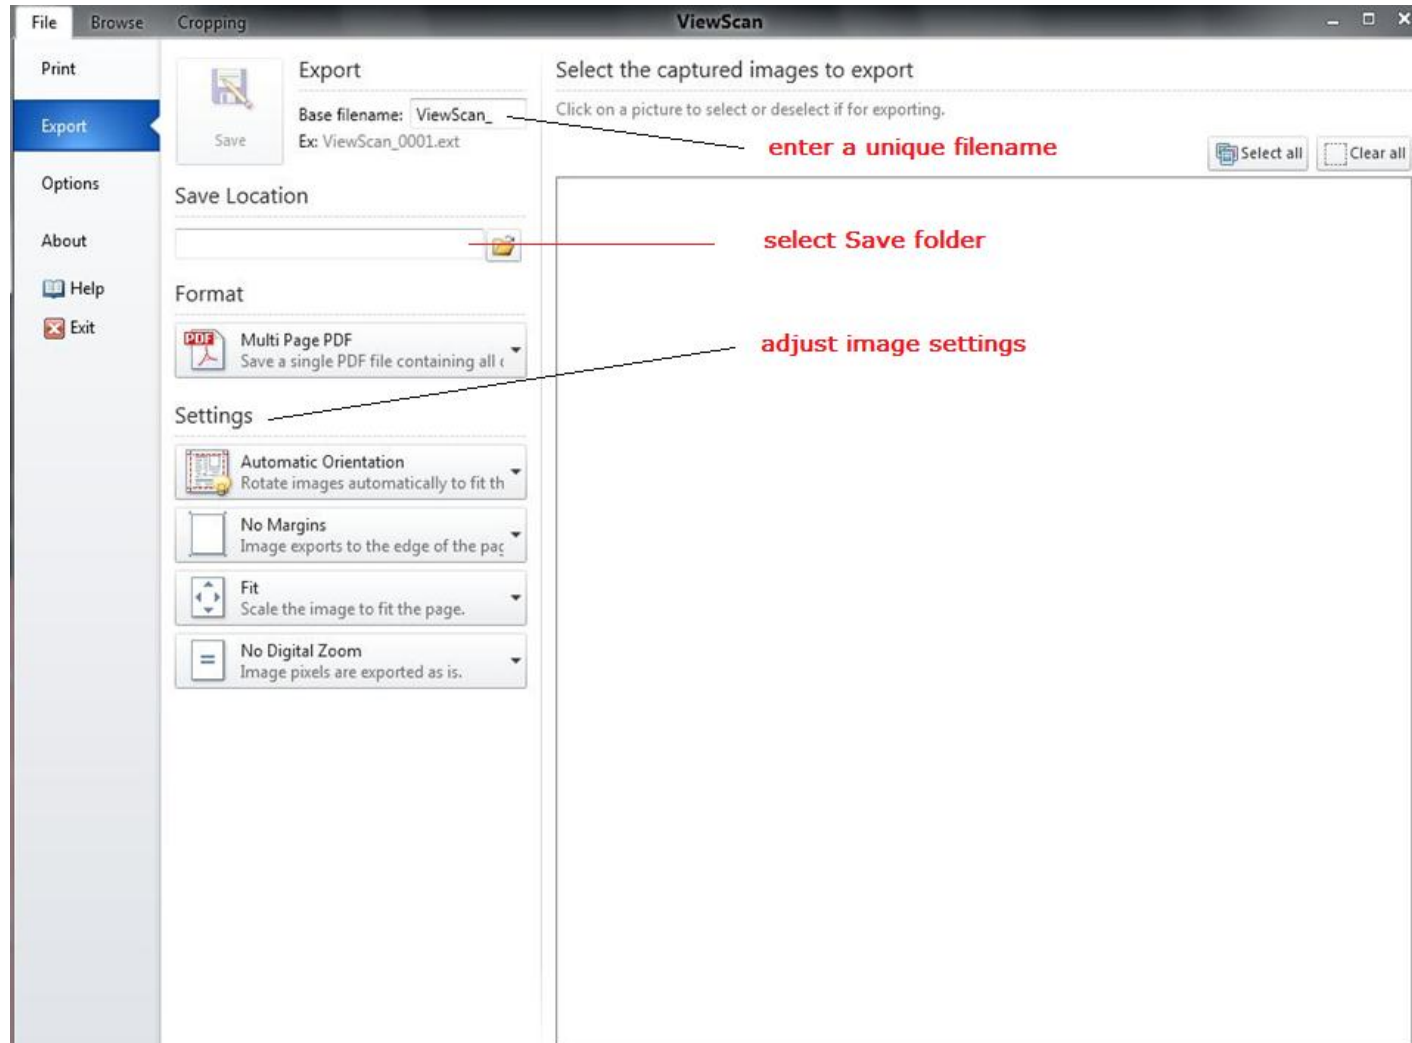 File Browse Cropping ViewScan
Print
Export
Options
About
Help
Exit
Save
Export
Base filename: ViewScan_
Ex: ViewScan_0001.ext
Save Location
Format
PDF
Multi Page PDF
Save a single PDF file containing all
Settings
Automatic Orientation
Rotate images automatically to fit th
No Margins
Image exports to the edge of the pag
Fit
Scale the image to fit the page.
No Digital Zoom
Image pixels are exported as is.
Select the captured images to export
Click on a picture to select or deselect if for exporting.
enter a unique filename
Select all Clear all
select Save folder
adjust image settings